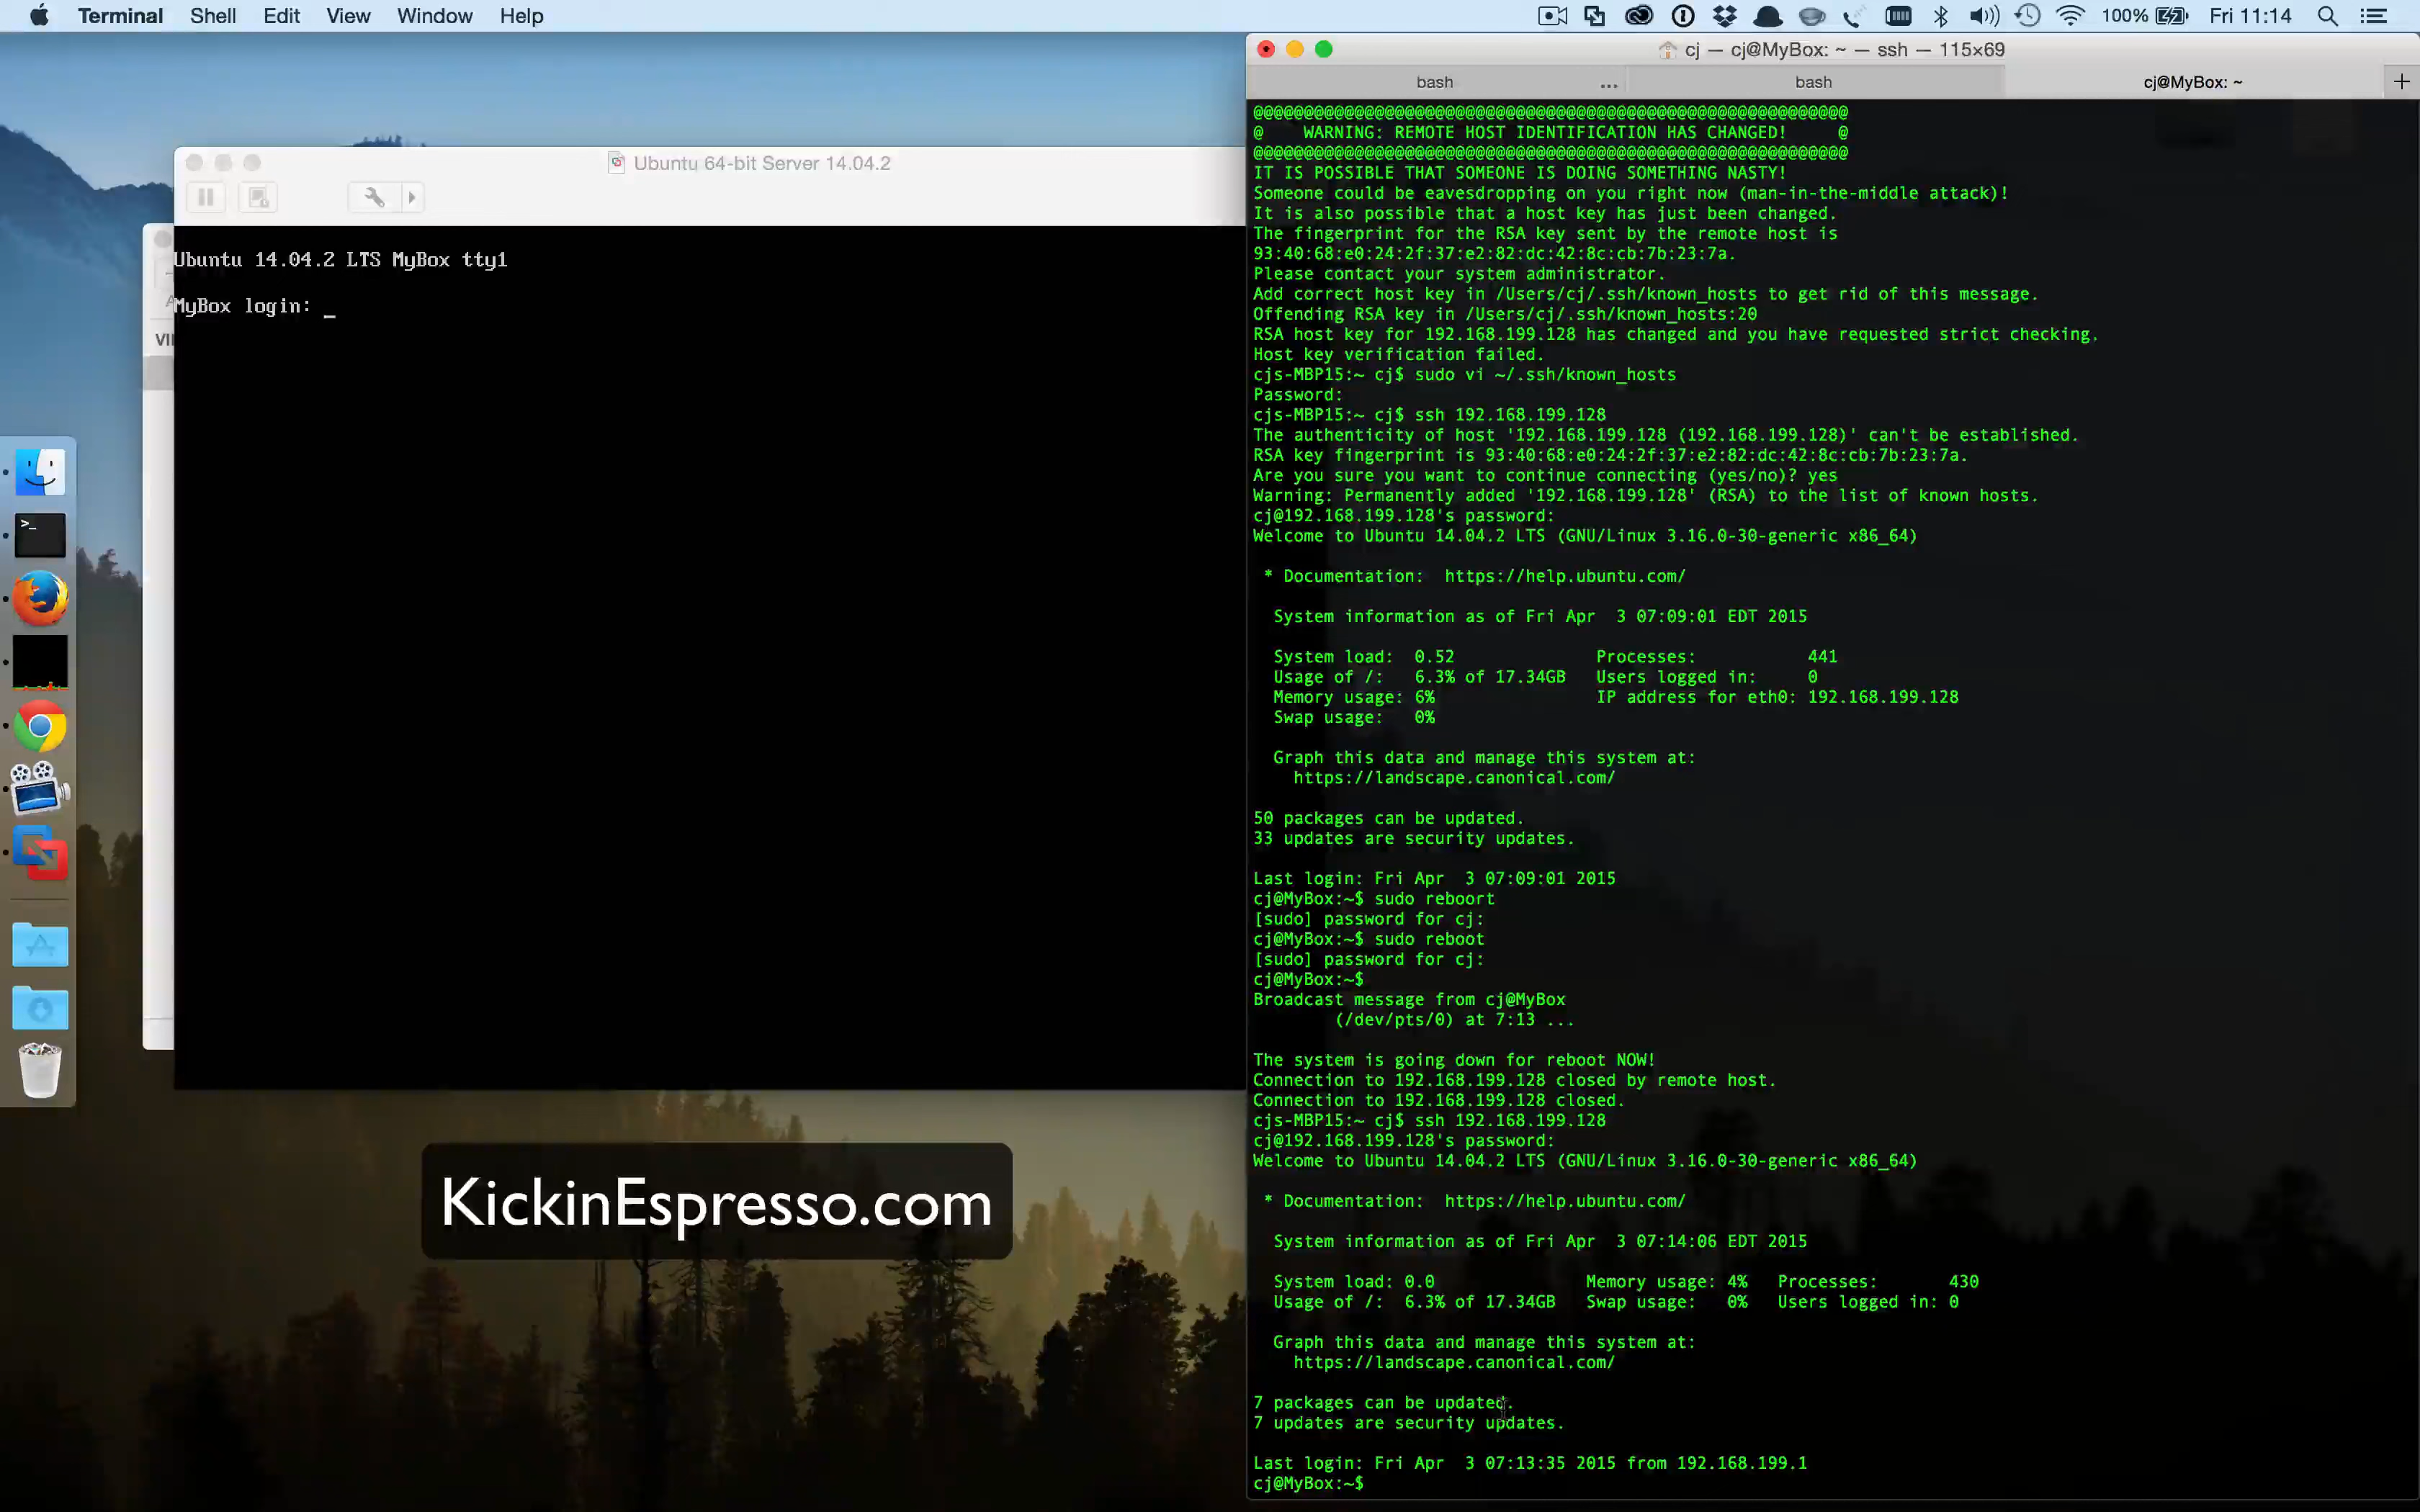 Terminal Shell Edit View Window Help
100% Fri 11:14
cj — cj@MyBox: ~ — ssh — 115×69
bash ... bash cj@MyBox: ~ +
Ubuntu 64-bit Server 14.04.2
Ubuntu 14.04.2 LTS MyBox tty1
MyBox login: _
KickinEspresso.com
@@@@@@@@@@@@@@@@@@@@@@@@@@@@@@@@@@@@@@@@@@@@@@@@@@@@@@@@@@@
@    WARNING: REMOTE HOST IDENTIFICATION HAS CHANGED!     @
@@@@@@@@@@@@@@@@@@@@@@@@@@@@@@@@@@@@@@@@@@@@@@@@@@@@@@@@@@@
IT IS POSSIBLE THAT SOMEONE IS DOING SOMETHING NASTY!
Someone could be eavesdropping on you right now (man-in-the-middle attack)!
It is also possible that a host key has just been changed.
The fingerprint for the RSA key sent by the remote host is
93:40:68:e0:24:2f:37:e2:82:dc:42:8c:cb:7b:23:7a.
Please contact your system administrator.
Add correct host key in /Users/cj/.ssh/known_hosts to get rid of this message.
Offending RSA key in /Users/cj/.ssh/known_hosts:20
RSA host key for 192.168.199.128 has changed and you have requested strict checking.
Host key verification failed.
cjs-MBP15:~ cj$ sudo vi ~/.ssh/known_hosts
Password:
cjs-MBP15:~ cj$ ssh 192.168.199.128
The authenticity of host '192.168.199.128 (192.168.199.128)' can't be established.
RSA key fingerprint is 93:40:68:e0:24:2f:37:e2:82:dc:42:8c:cb:7b:23:7a.
Are you sure you want to continue connecting (yes/no)? yes
Warning: Permanently added '192.168.199.128' (RSA) to the list of known hosts.
cj@192.168.199.128's password:
Welcome to Ubuntu 14.04.2 LTS (GNU/Linux 3.16.0-30-generic x86_64)
* Documentation:  https://help.ubuntu.com/
System information as of Fri Apr  3 07:09:01 EDT 2015
System load:  0.52 Processes: 441
Usage of /:   6.3% of 17.34GB Users logged in: 0
Memory usage: 6% IP address for eth0: 192.168.199.128
Swap usage:   0%
Graph this data and manage this system at:
https://landscape.canonical.com/
50 packages can be updated.
33 updates are security updates.
Last login: Fri Apr  3 07:09:01 2015
cj@MyBox:~$ sudo reboort
[sudo] password for cj:
cj@MyBox:~$ sudo reboot
[sudo] password for cj:
cj@MyBox:~$
Broadcast message from cj@MyBox
(/dev/pts/0) at 7:13 ...
The system is going down for reboot NOW!
Connection to 192.168.199.128 closed by remote host.
Connection to 192.168.199.128 closed.
cjs-MBP15:~ cj$ ssh 192.168.199.128
cj@192.168.199.128's password:
Welcome to Ubuntu 14.04.2 LTS (GNU/Linux 3.16.0-30-generic x86_64)
* Documentation:  https://help.ubuntu.com/
System information as of Fri Apr  3 07:14:06 EDT 2015
System load: 0.0 Memory usage: 4% Processes: 430
Usage of /:  6.3% of 17.34GB Swap usage:   0% Users logged in: 0
Graph this data and manage this system at:
https://landscape.canonical.com/
7 packages can be updated.
7 updates are security updates.
Last login: Fri Apr  3 07:13:35 2015 from 192.168.199.1
cj@MyBox:~$